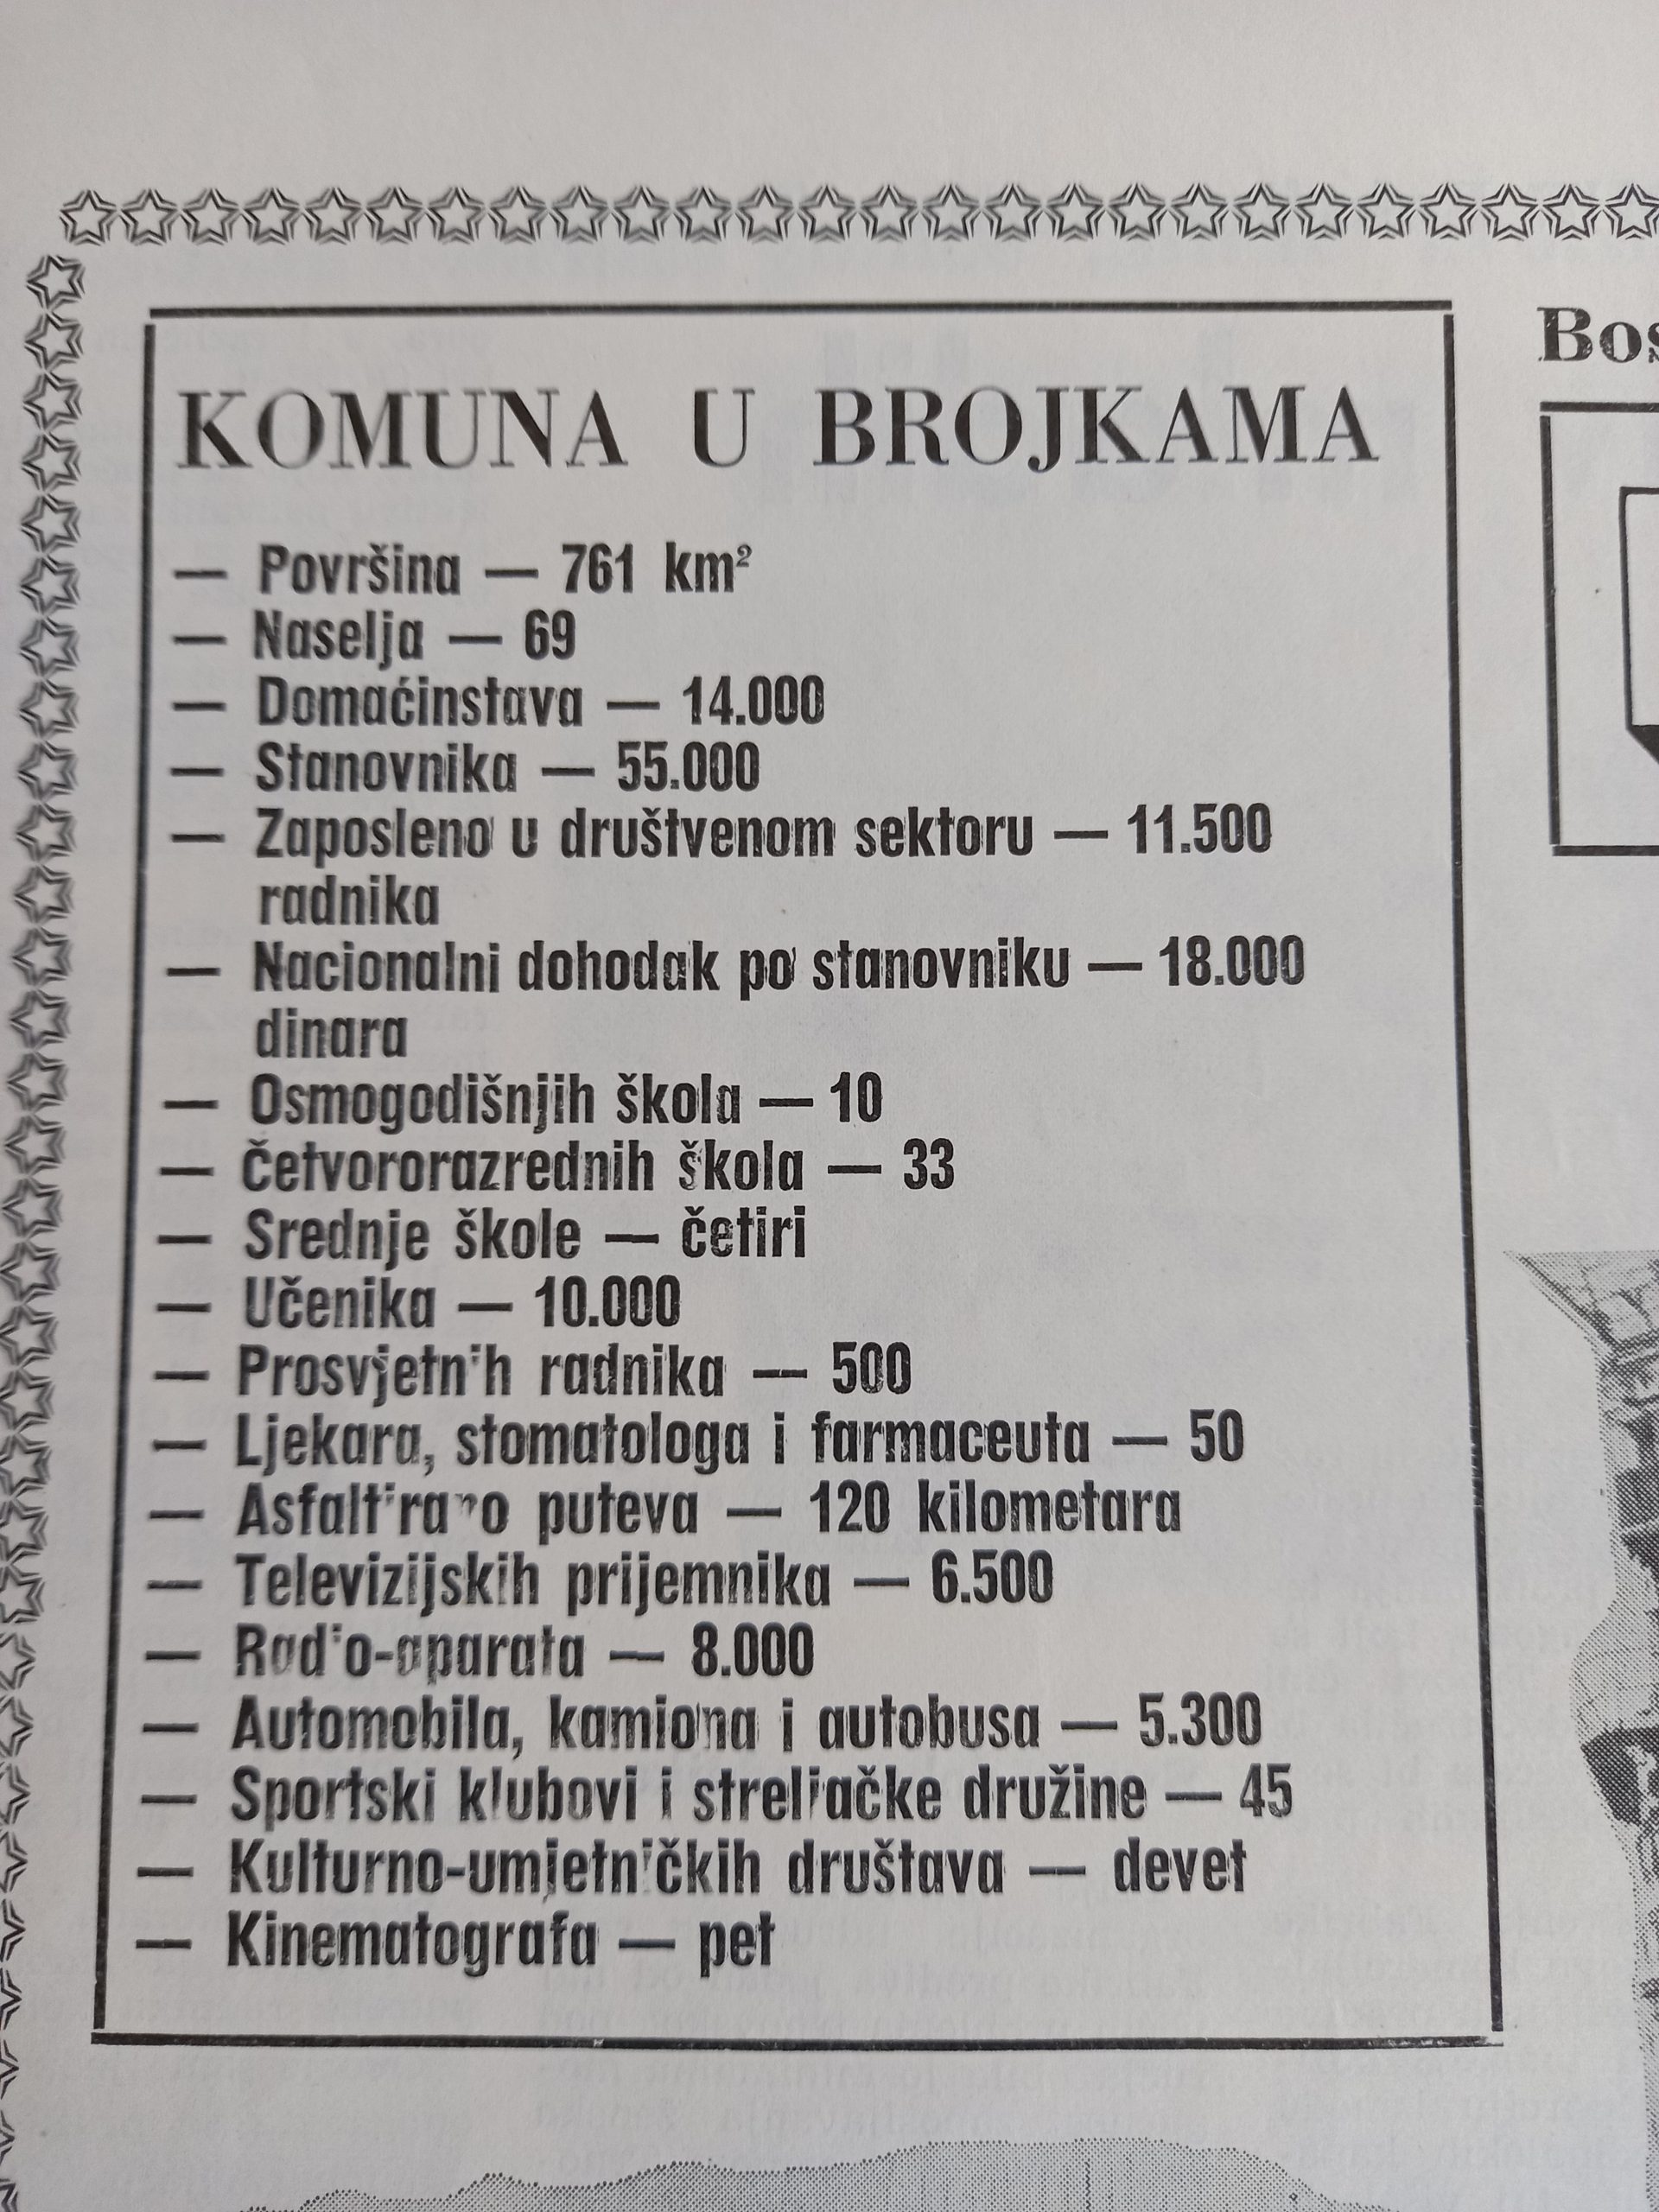 KOMUNA U BROJKAMA
— Površina — 761 km²
— Naselja — 69
— Domaćinstava — 14.000
— Stanovnika — 55.000
— Zaposleno u društvenom sektoru — 11.500
radnika
— Nacionalni dohodak po stanovniku — 18.000
dinara
— Osmogodišnjih škola — 10
— četvororazrednih škola — 33
— Srednje škole — četiri
— Učenika — 10.000
— Prosvjetnih radnika — 500
— Ljekara, stomatologa i farmaceuta — 50
— Asfaltirano puteva — 120 kilometara
— Televizijskih prijemnika — 6.500
— Radio-aparata — 8.000
— Automobila, kamiona i autobusa — 5.300
— Sportski klubovi i streljačke družine — 45
— Kulturno-umjetničkih društava — devet
— Kinematografa — pet
Bos